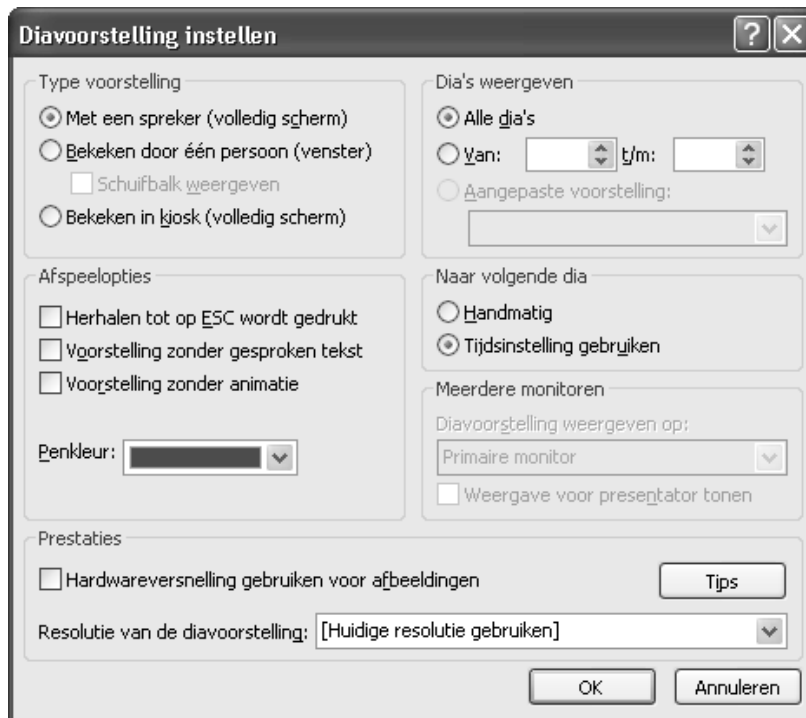 Diavoorstelling instellen
Type voorstelling
Met een spreker (volledig scherm)
Bekeken door één persoon (venster)
Schuifbalk weergeven
Bekeken in kiosk (volledig scherm)
Dia's weergeven
Alle dia's
Van: t/m:
Aangepaste voorstelling:
Afspeelopties
Herhalen tot op ESC wordt gedrukt
Voorstelling zonder gesproken tekst
Voorstelling zonder animatie
Penkleur:
Naar volgende dia
Handmatig
Tijdsinstelling gebruiken
Meerdere monitoren
Diavoorstelling weergeven op:
Primaire monitor
Weergave voor presentator tonen
Prestaties
Hardwareversnelling gebruiken voor afbeeldingen
Tips
Resolutie van de diavoorstelling: [Huidige resolutie gebruiken]
OK Annuleren